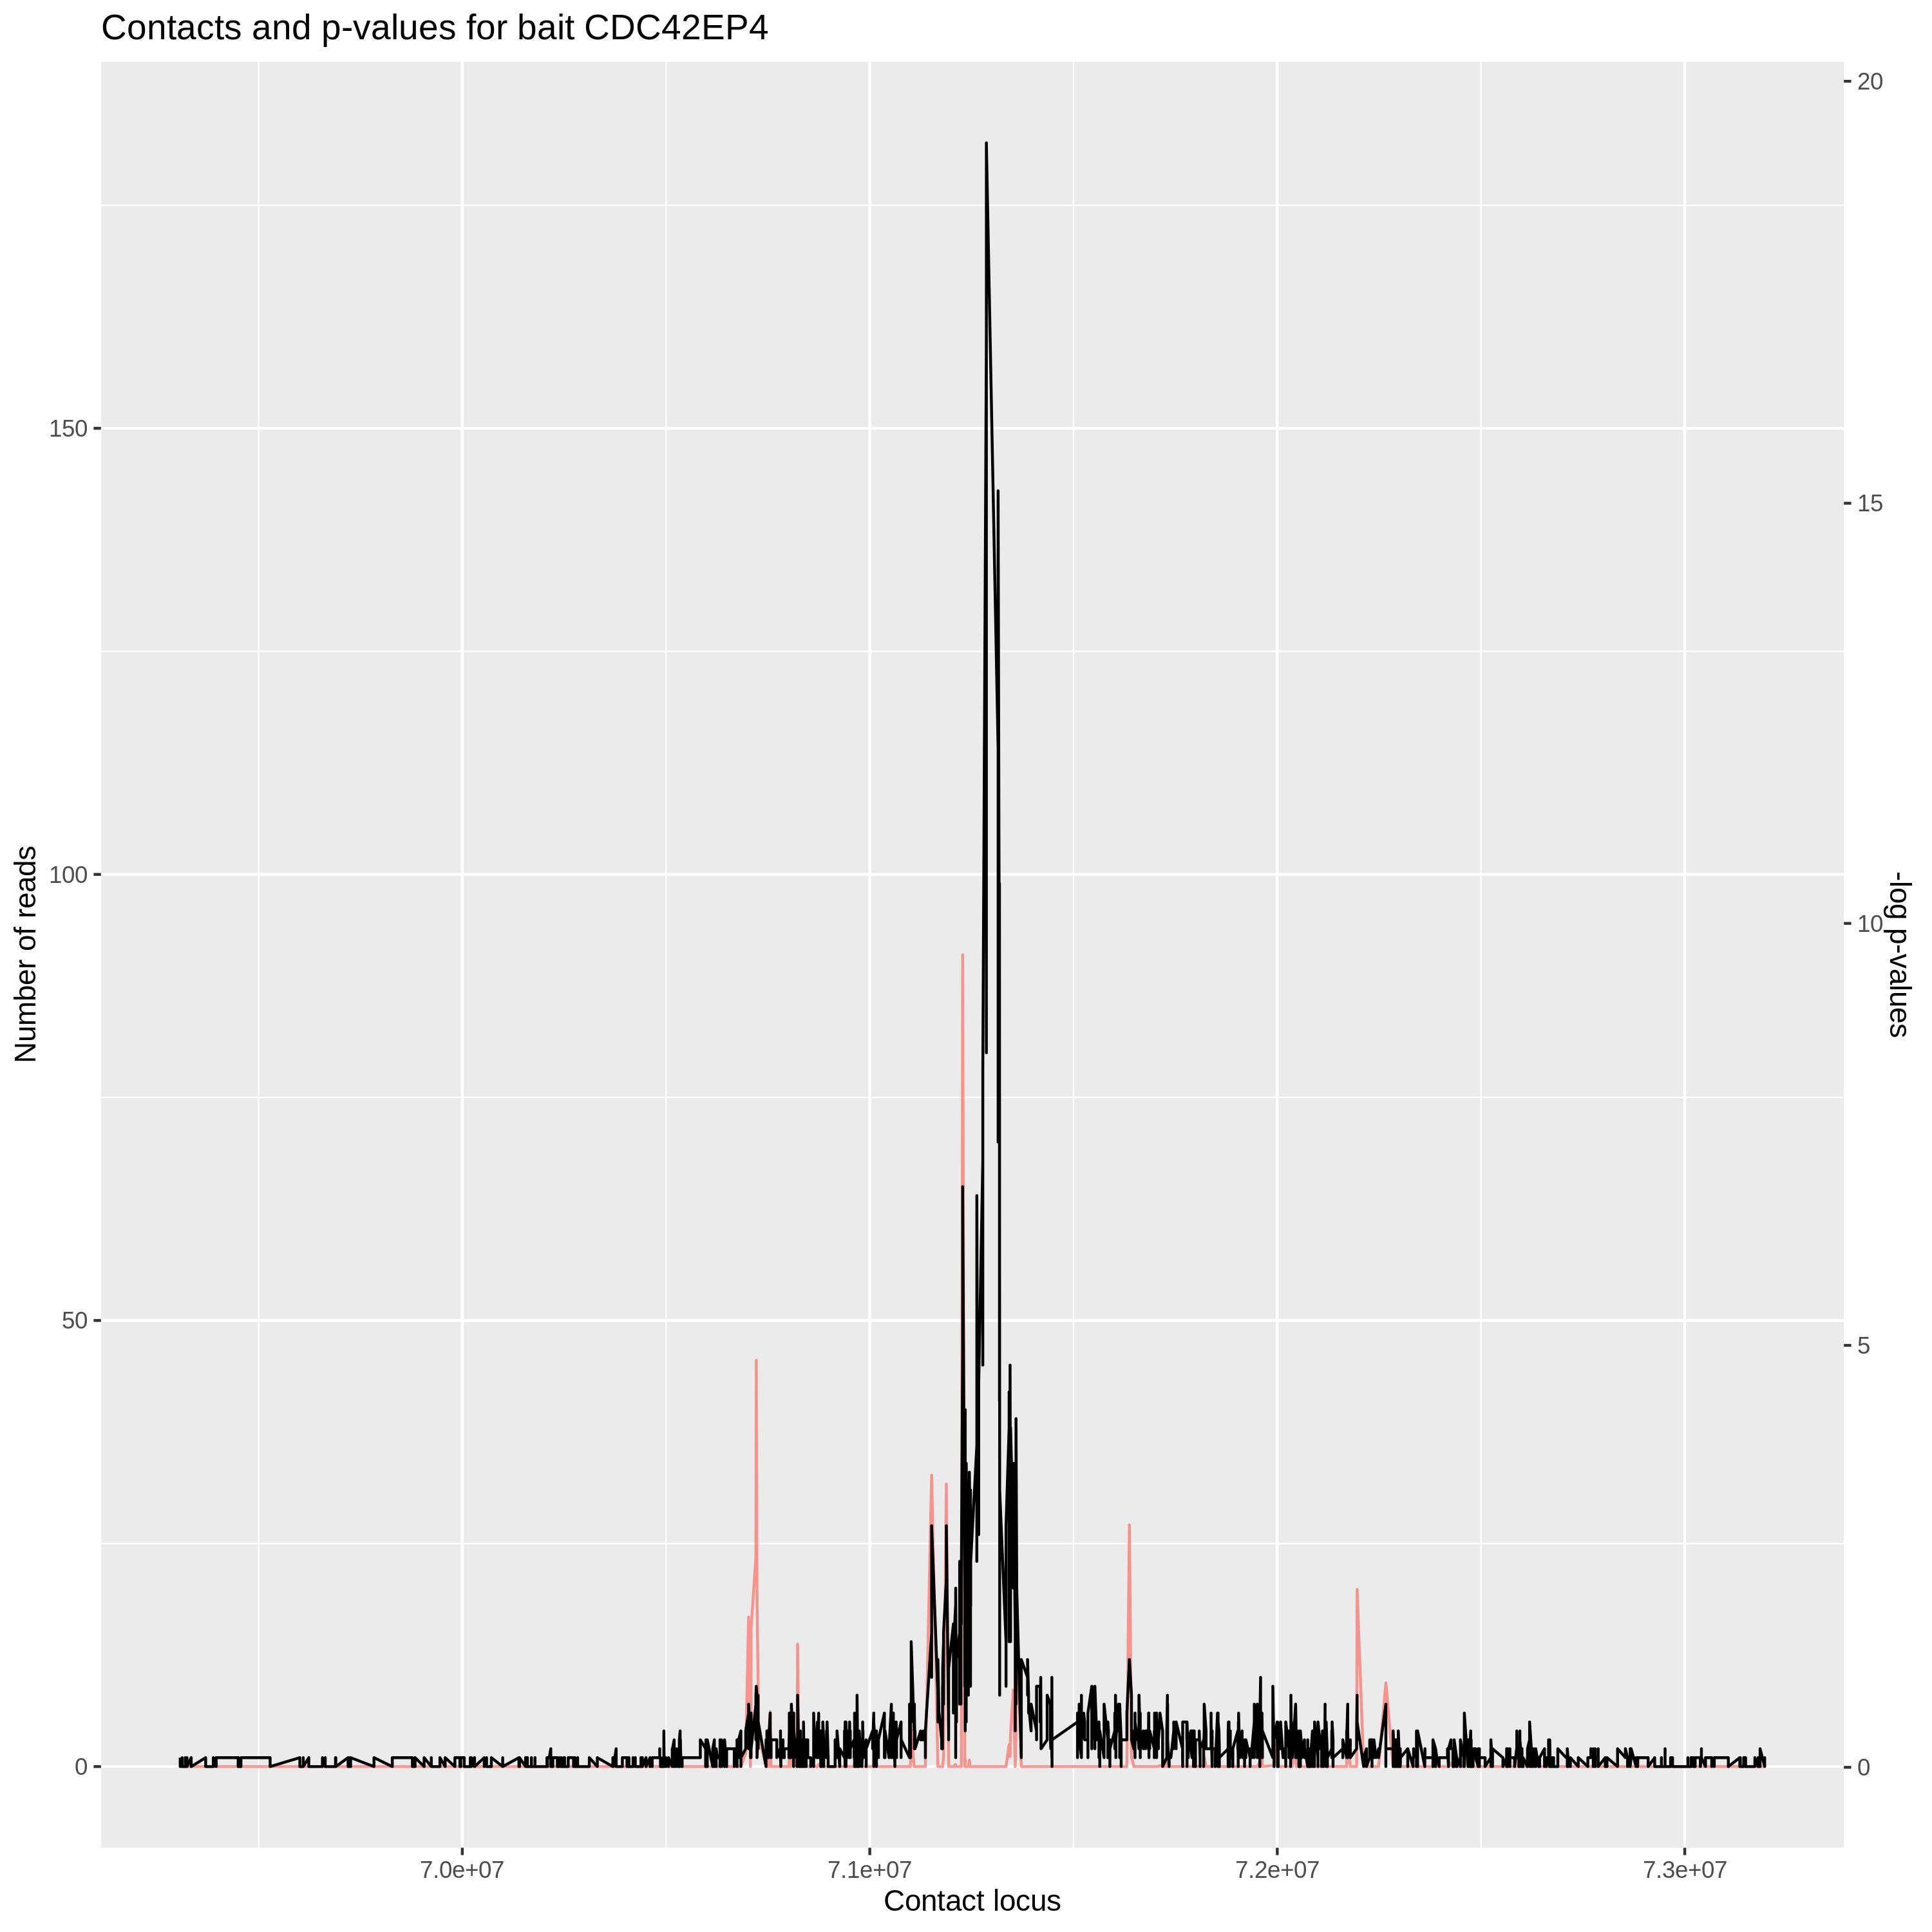 Contacts and p-values for bait CDC42EP4
20
150
15
100
10
50
5
0
0
Number of reads
-log p-values
7.0e+07
7.1e+07
7.2e+07
7.3e+07
Contact locus